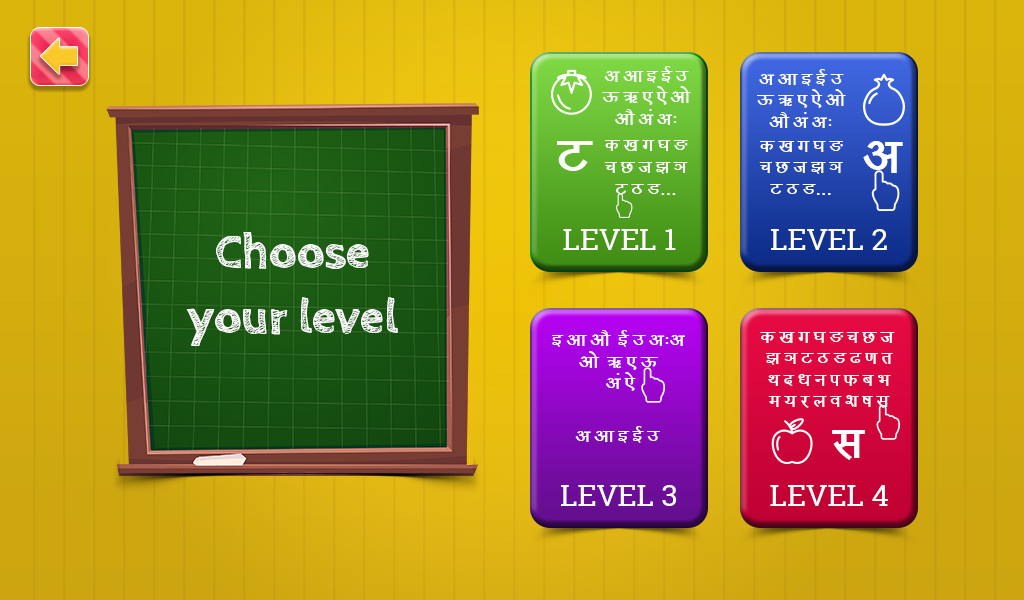 Choose
your level
अ आ इ ई उ
ऊ ऋ ए ऐ ओ
औ अं अः
ट
क ख ग घ ङ
च छ ज झ ञ
ट ठ ड...
LEVEL 1
अ आ इ ई उ
ऊ ऋ ए ऐ ओ
औ अं अः
अ
क ख ग घ ङ
च छ ज झ ञ
ट ठ ड...
LEVEL 2
इ आ औ ई उ अः अ
ओ ऋ ए ऊ
अं ऐ
अ आ इ ई उ
LEVEL 3
क ख ग घ ङ च छ ज
झ ञ ट ठ ड ढ ण त
थ द ध न प फ ब भ
म य र ल व श ष स
स
LEVEL 4